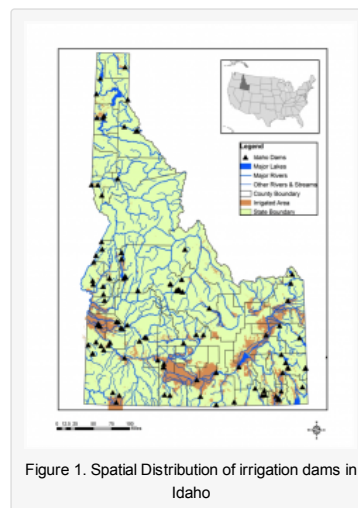 Legend
Idaho Dams
Major Lakes
Major Rivers
Other Rivers & Streams
County Boundary
Irrigated Area
State Boundary
Figure 1. Spatial Distribution of irrigation dams in
Idaho